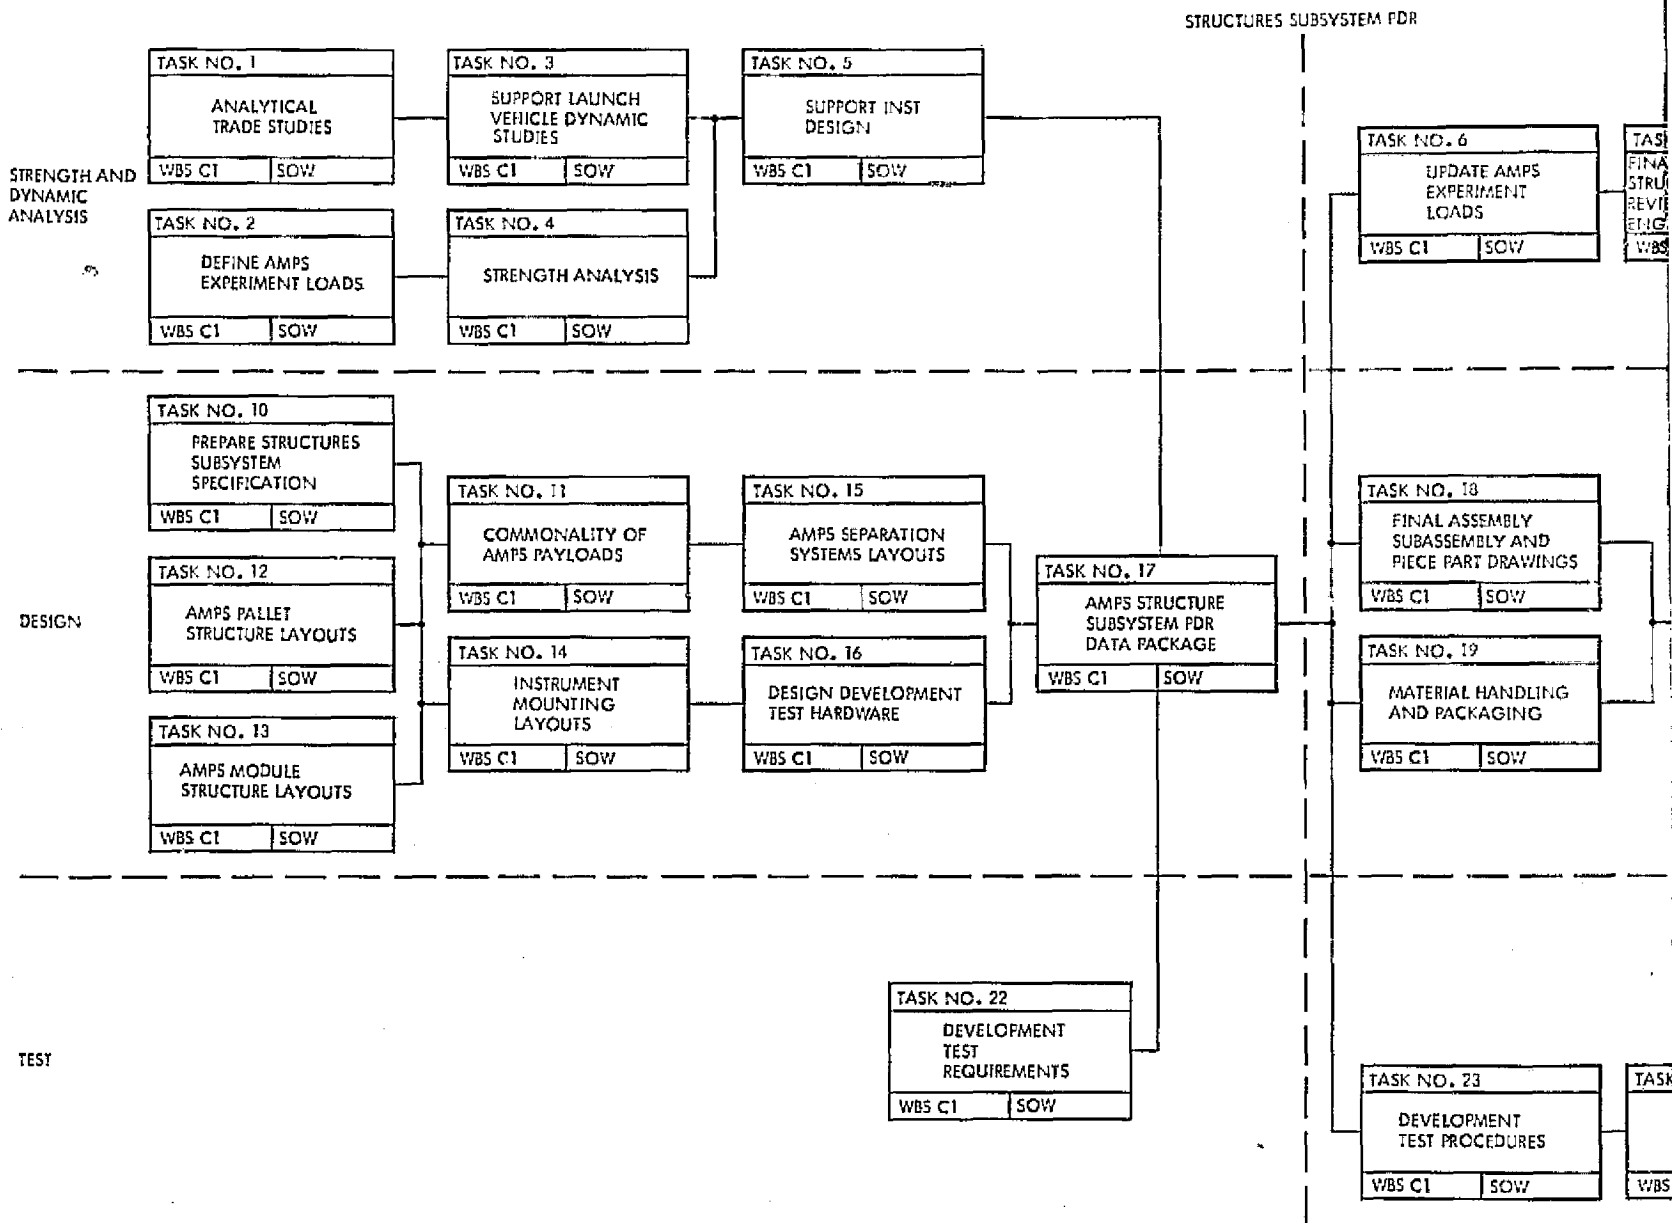 STRUCTURES SUBSYSTEM PDR
STRENGTH AND
DYNAMIC
ANALYSIS
TASK NO. 1
ANALYTICAL
TRADE STUDIES
WBS C1 SOW
TASK NO. 3
SUPPORT LAUNCH
VEHICLE DYNAMIC
STUDIES
WBS C1 SOW
TASK NO. 5
SUPPORT INST
DESIGN
WBS C1 SOW
TASK NO. 6
UPDATE AMPS
EXPERIMENT
LOADS
WBS C1 SOW
TAS
FINA
STRU
REVI
ENG
WBS
TASK NO. 2
DEFINE AMPS
EXPERIMENT LOADS
WBS C1 SOW
TASK NO. 4
STRENGTH ANALYSIS
WBS C1 SOW
DESIGN
TASK NO. 10
PREPARE STRUCTURES
SUBSYSTEM
SPECIFICATION
WBS C1 SOW
TASK NO. 12
AMPS PALLET
STRUCTURE LAYOUTS
WBS C1 SOW
TASK NO. 13
AMPS MODULE
STRUCTURE LAYOUTS
WBS C1 SOW
TASK NO. 11
COMMONALITY OF
AMPS PAYLOADS
WBS C1 SOW
TASK NO. 14
INSTRUMENT
MOUNTING
LAYOUTS
WBS C1 SOW
TASK NO. 15
AMPS SEPARATION
SYSTEMS LAYOUTS
WBS C1 SOW
TASK NO. 16
DESIGN DEVELOPMENT
TEST HARDWARE
WBS C1 SOW
TASK NO. 17
AMPS STRUCTURE
SUBSYSTEM PDR
DATA PACKAGE
WBS C1 SOW
TASK NO. 18
FINAL ASSEMBLY
SUBASSEMBLY AND
PIECE PART DRAWINGS
WBS C1 SOW
TASK NO. 19
MATERIAL HANDLING
AND PACKAGING
WBS C1 SOW
TEST
TASK NO. 22
DEVELOPMENT
TEST
REQUIREMENTS
WBS C1 SOW
TASK NO. 23
DEVELOPMENT
TEST PROCEDURES
WBS C1 SOW
TASK
WBS